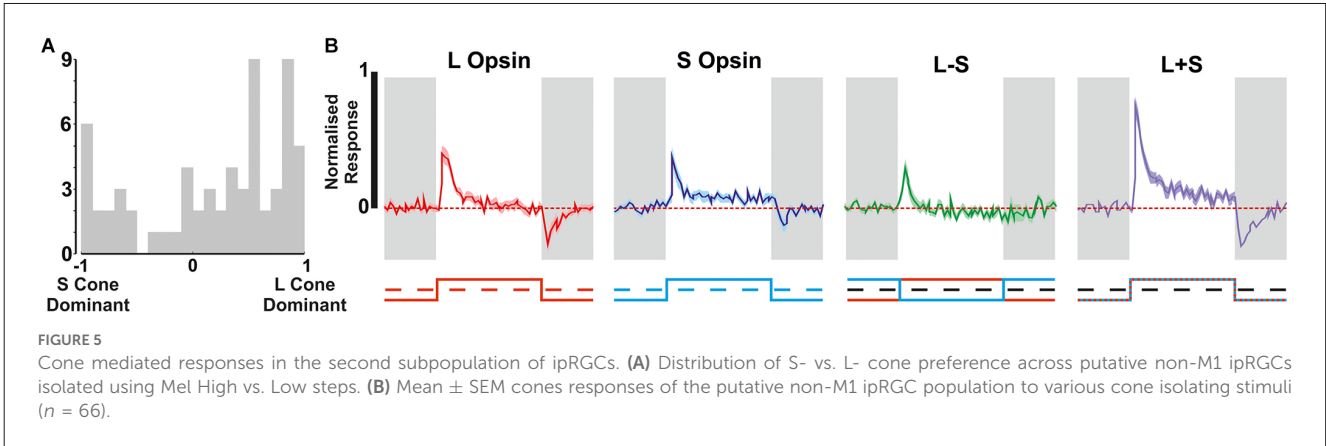 A
9
6
3
0
-1
0
1
S Cone
Dominant
L Cone
Dominant
B
Normalised
Response
1
0
L Opsin
S Opsin
L-S
L+S
FIGURE 5
Cone mediated responses in the second subpopulation of ipRGCs. (A) Distribution of S- vs. L- cone preference across putative non-M1 ipRGCs
isolated using Mel High vs. Low steps. (B) Mean ± SEM cones responses of the putative non-M1 ipRGC population to various cone isolating stimuli
(n = 66).